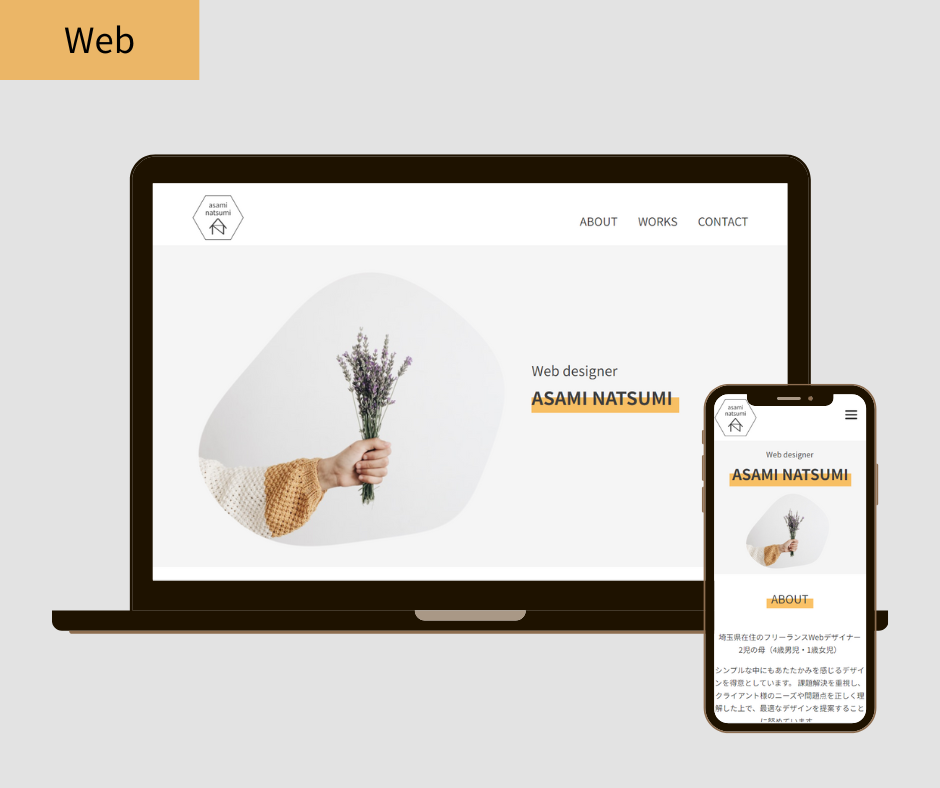 Web
asami
natsumi
ABOUT WORKS CONTACT
Web designer
ASAMI NATSUMI
asami
natsumi
Web designer
ASAMI NATSUMI
ABOUT
埼玉県在住のフリーランスWebデザイナー
2児の母（4歳男児・1歳女児）
シンプルな中にもあたたかみを感じるデザイ
ンを得意としています。 課題解決を重視し、
クライアント様のニーズや問題点を正しく理
解した上で、最適なデザインを提案すること
に努めています。